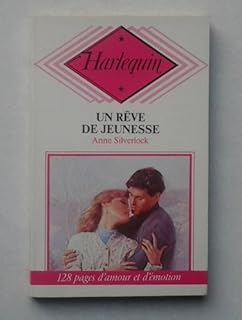 Harlequin
UN RÊVE
DE JEUNESSE
Anne Silverlock
128 pages d'amour et d'émotion